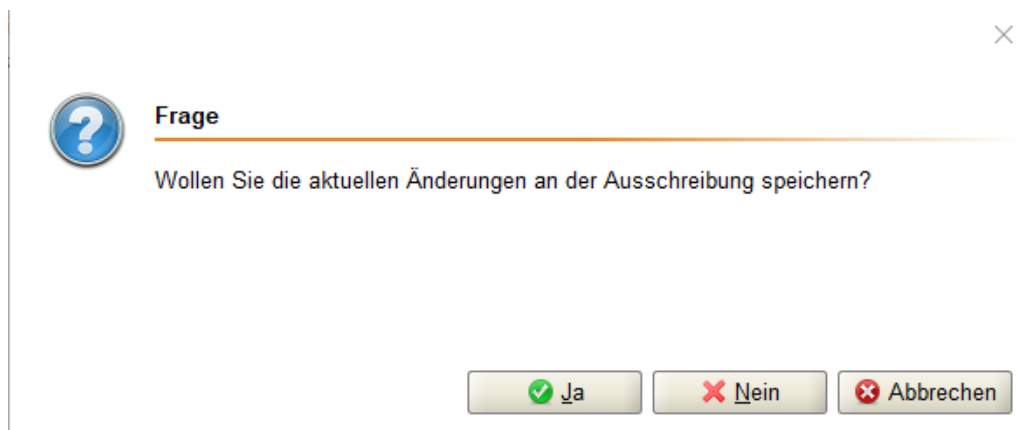 Frage
Wollen Sie die aktuellen Änderungen an der Ausschreibung speichern?
Ja Nein Abbrechen